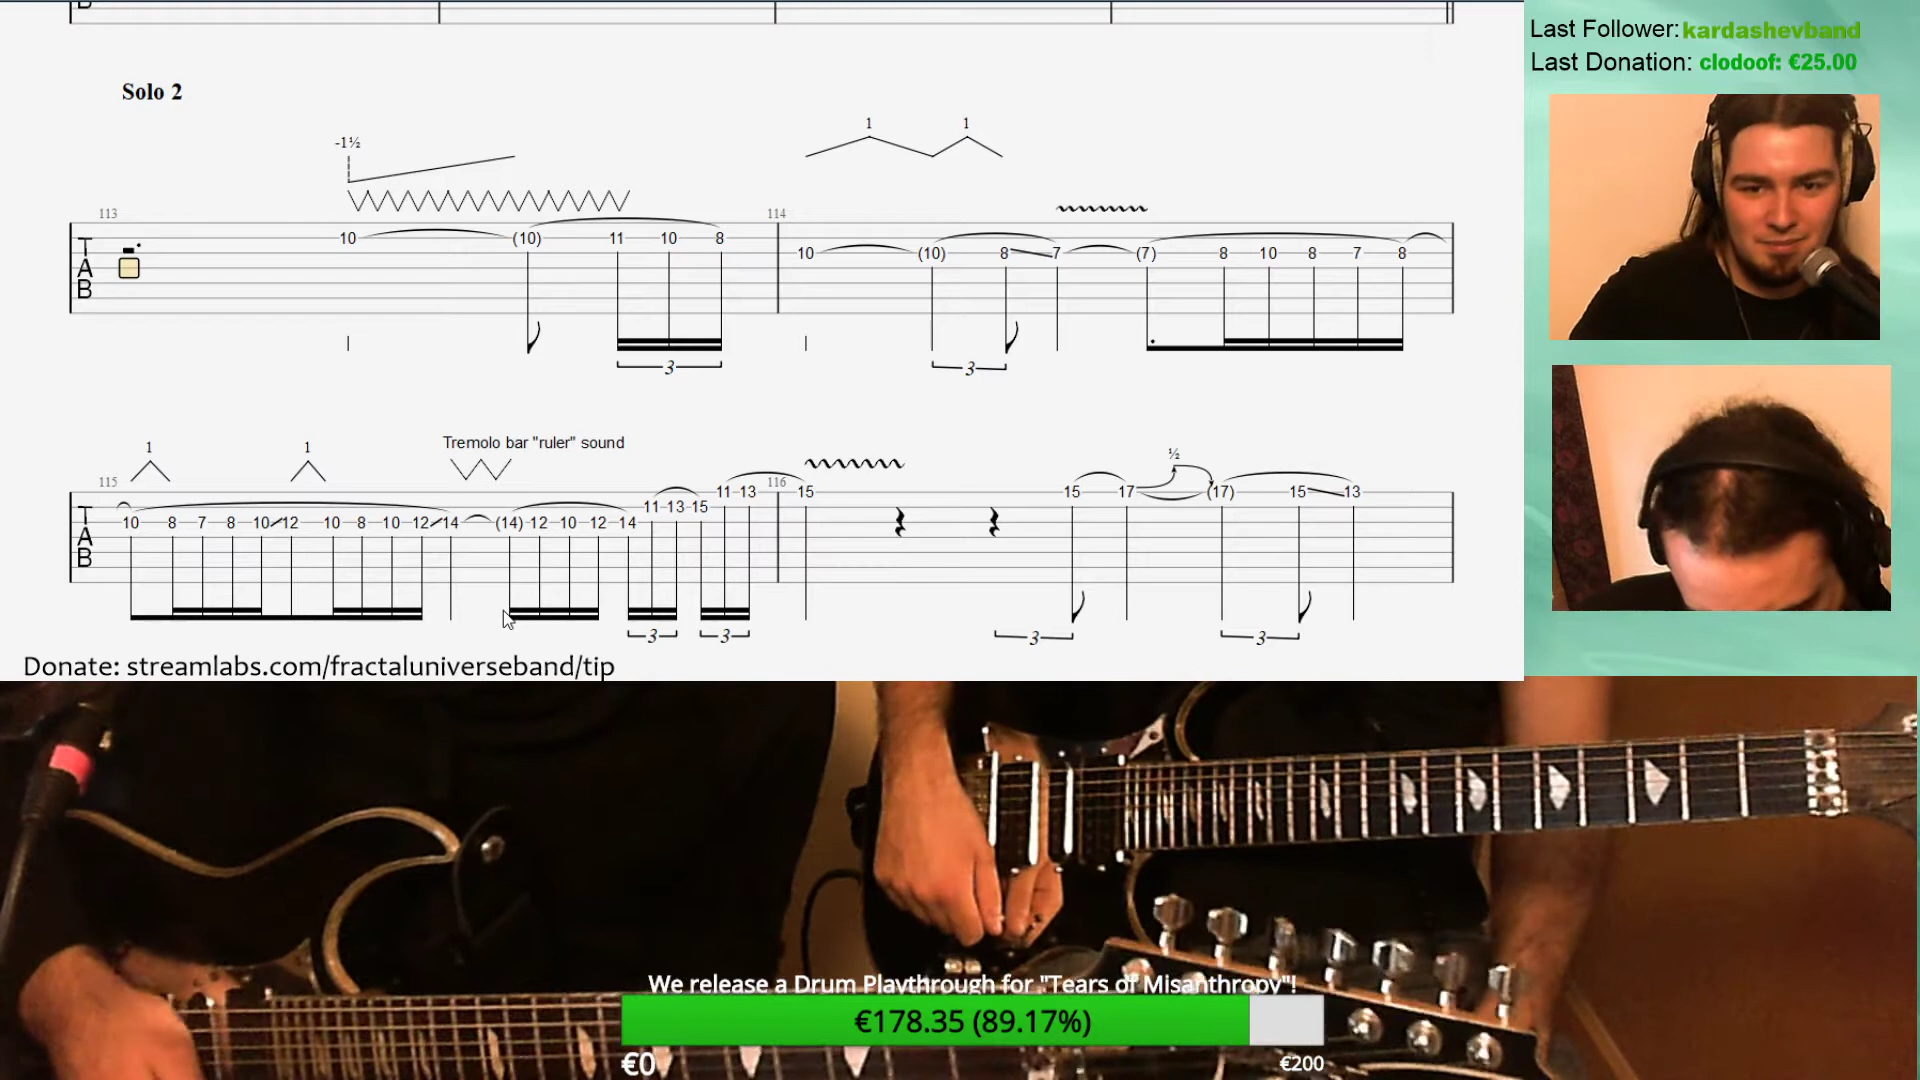 Last Follower: kardashevband
Last Donation: clodoof: €25.00
Solo 2
1 1
-1½
113 114
10 (10) 11 10 8
10 (10) 8 7 (7) 8 10 8 7 8
T
A
B
3 3
Tremolo bar "ruler" sound
1 1 ½
115 116
11 13 15 15 17 (17) 15 13
11 13 15
10 8 7 8 10 12 10 8 10 12 14 (14) 12 10 12 14
T
A
B
3 3 3 3
Donate: streamlabs.com/fractaluniverseband/tip
We release a Drum Playthrough for "Tears of Misanthropy"!
€178.35 (89.17%)
€0 €200